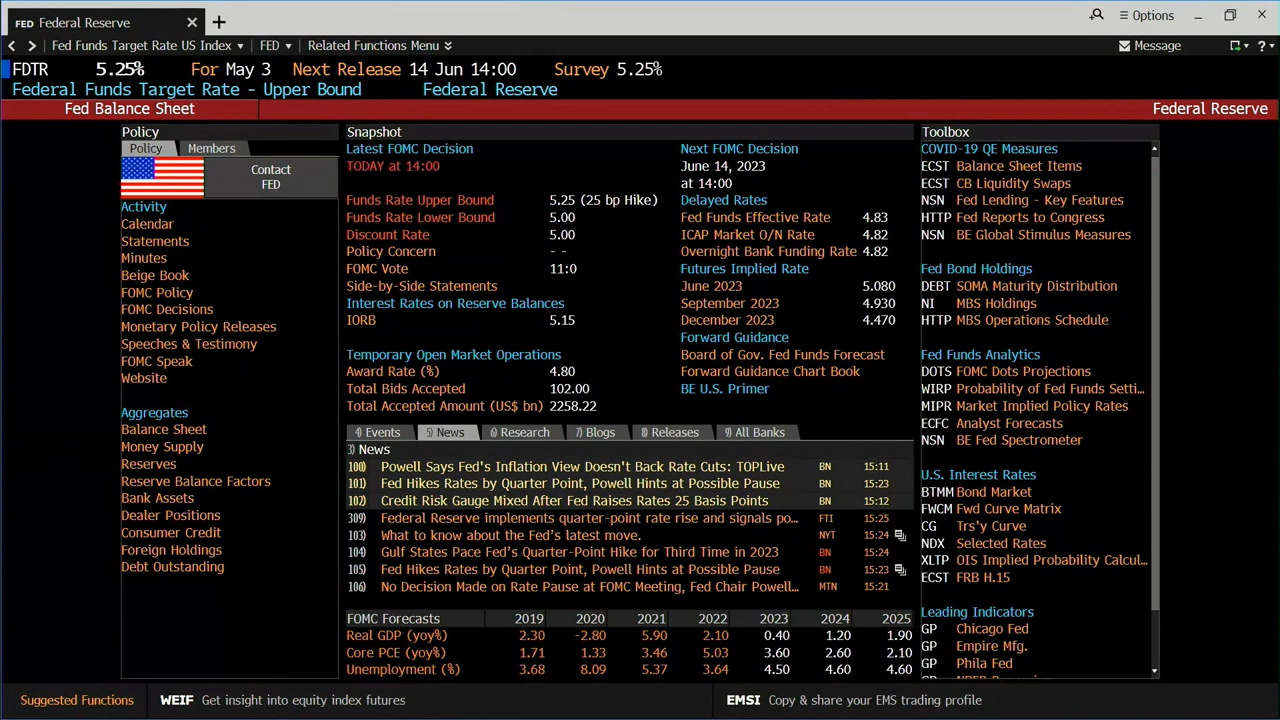 FED Federal Reserve
Options
Fed Funds Target Rate US Index FED Related Functions Menu Message ?
FDTR 5.25% For May 3 Next Release 14 Jun 14:00 Survey 5.25%
Federal Funds Target Rate - Upper Bound Federal Reserve
Fed Balance Sheet Federal Reserve
Policy
Policy Members
Contact
FED
Activity
Calendar
Statements
Minutes
Beige Book
FOMC Policy
FOMC Decisions
Monetary Policy Releases
Speeches & Testimony
FOMC Speak
Website
Aggregates
Balance Sheet
Money Supply
Reserves
Reserve Balance Factors
Bank Assets
Dealer Positions
Consumer Credit
Foreign Holdings
Debt Outstanding
Snapshot
Latest FOMC Decision
TODAY at 14:00
Funds Rate Upper Bound 5.25 (25 bp Hike)
Funds Rate Lower Bound 5.00
Discount Rate 5.00
Policy Concern - -
FOMC Vote 11:0
Side-by-Side Statements
Interest Rates on Reserve Balances
IORB 5.15
Temporary Open Market Operations
Award Rate (%) 4.80
Total Bids Accepted 102.00
Total Accepted Amount (US$ bn) 2258.22
Next FOMC Decision
June 14, 2023
at 14:00
Delayed Rates
Fed Funds Effective Rate 4.83
ICAP Market O/N Rate 4.82
Overnight Bank Funding Rate 4.82
Futures Implied Rate
June 2023 5.080
September 2023 4.930
December 2023 4.470
Forward Guidance
Board of Gov. Fed Funds Forecast
Forward Guidance Chart Book
BE U.S. Primer
4) Events 5) News 6) Research 7) Blogs 8) Releases 9) All Banks
3) News
100) Powell Says Fed's Inflation View Doesn't Back Rate Cuts: TOPLive BN 15:11
101) Fed Hikes Rates by Quarter Point, Powell Hints at Possible Pause BN 15:23
102) Credit Risk Gauge Mixed After Fed Raises Rates 25 Basis Points BN 15:12
309) Federal Reserve implements quarter-point rate rise and signals po... FTI 15:25
103) What to know about the Fed's latest move. NYT 15:24
104) Gulf States Pace Fed's Quarter-Point Hike for Third Time in 2023 BN 15:24
105) Fed Hikes Rates by Quarter Point, Powell Hints at Possible Pause BN 15:23
106) No Decision Made on Rate Pause at FOMC Meeting, Fed Chair Powell... MTN 15:21
FOMC Forecasts 2019 2020 2021 2022 2023 2024 2025
Real GDP (yoy%) 2.30 -2.80 5.90 2.10 0.40 1.20 1.90
Core PCE (yoy%) 1.71 1.33 3.46 5.03 3.60 2.60 2.10
Unemployment (%) 3.68 8.09 5.37 3.64 4.50 4.60 4.60
Toolbox
COVID-19 QE Measures
ECST Balance Sheet Items
ECST CB Liquidity Swaps
NSN Fed Lending - Key Features
HTTP Fed Reports to Congress
NSN BE Global Stimulus Measures
Fed Bond Holdings
DEBT SOMA Maturity Distribution
NI MBS Holdings
HTTP MBS Operations Schedule
Fed Funds Analytics
DOTS FOMC Dots Projections
WIRP Probability of Fed Funds Setti...
MIPR Market Implied Policy Rates
ECFC Analyst Forecasts
NSN BE Fed Spectrometer
U.S. Interest Rates
BTMM Bond Market
FWCM Fwd Curve Matrix
CG Trs'y Curve
NDX Selected Rates
XLTP OIS Implied Probability Calcul...
ECST FRB H.15
Leading Indicators
GP Chicago Fed
GP Empire Mfg.
GP Phila Fed
Suggested Functions WEIF Get insight into equity index futures EMSI Copy & share your EMS trading profile